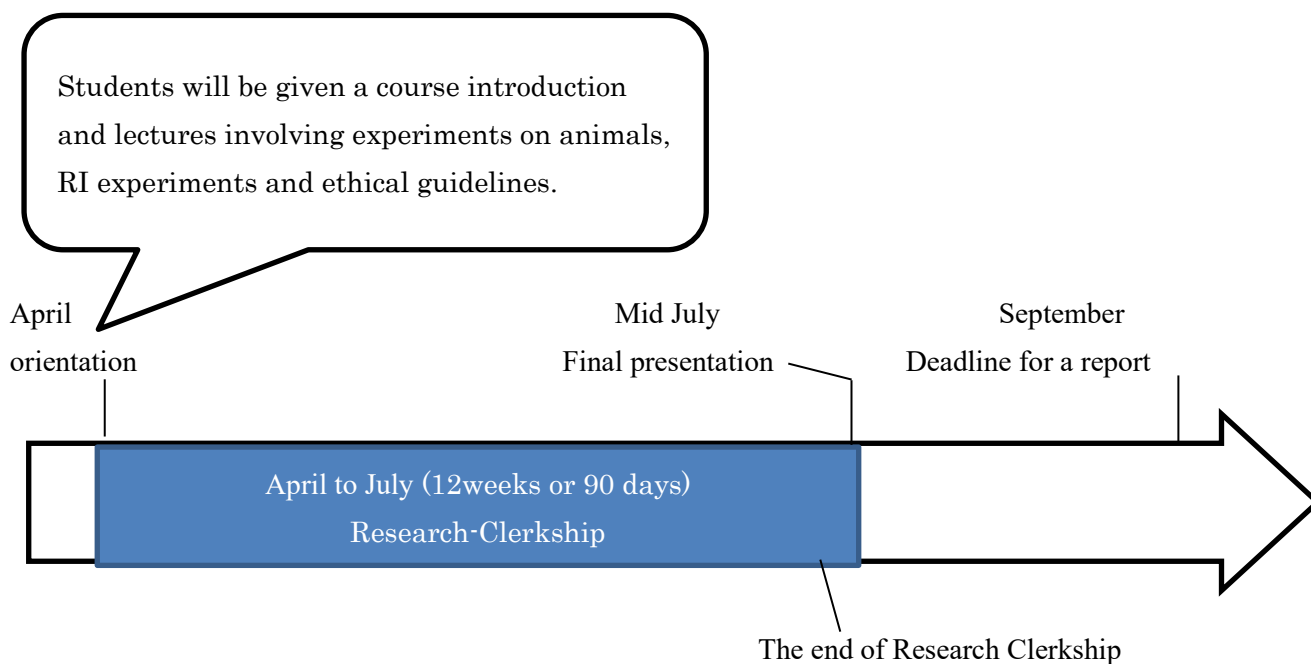 Students will be given a course introduction
and lectures involving experiments on animals,
RI experiments and ethical guidelines.
April
orientation
Mid July
Final presentation
September
Deadline for a report
April to July (12weeks or 90 days)
Research-Clerkship
The end of Research Clerkship